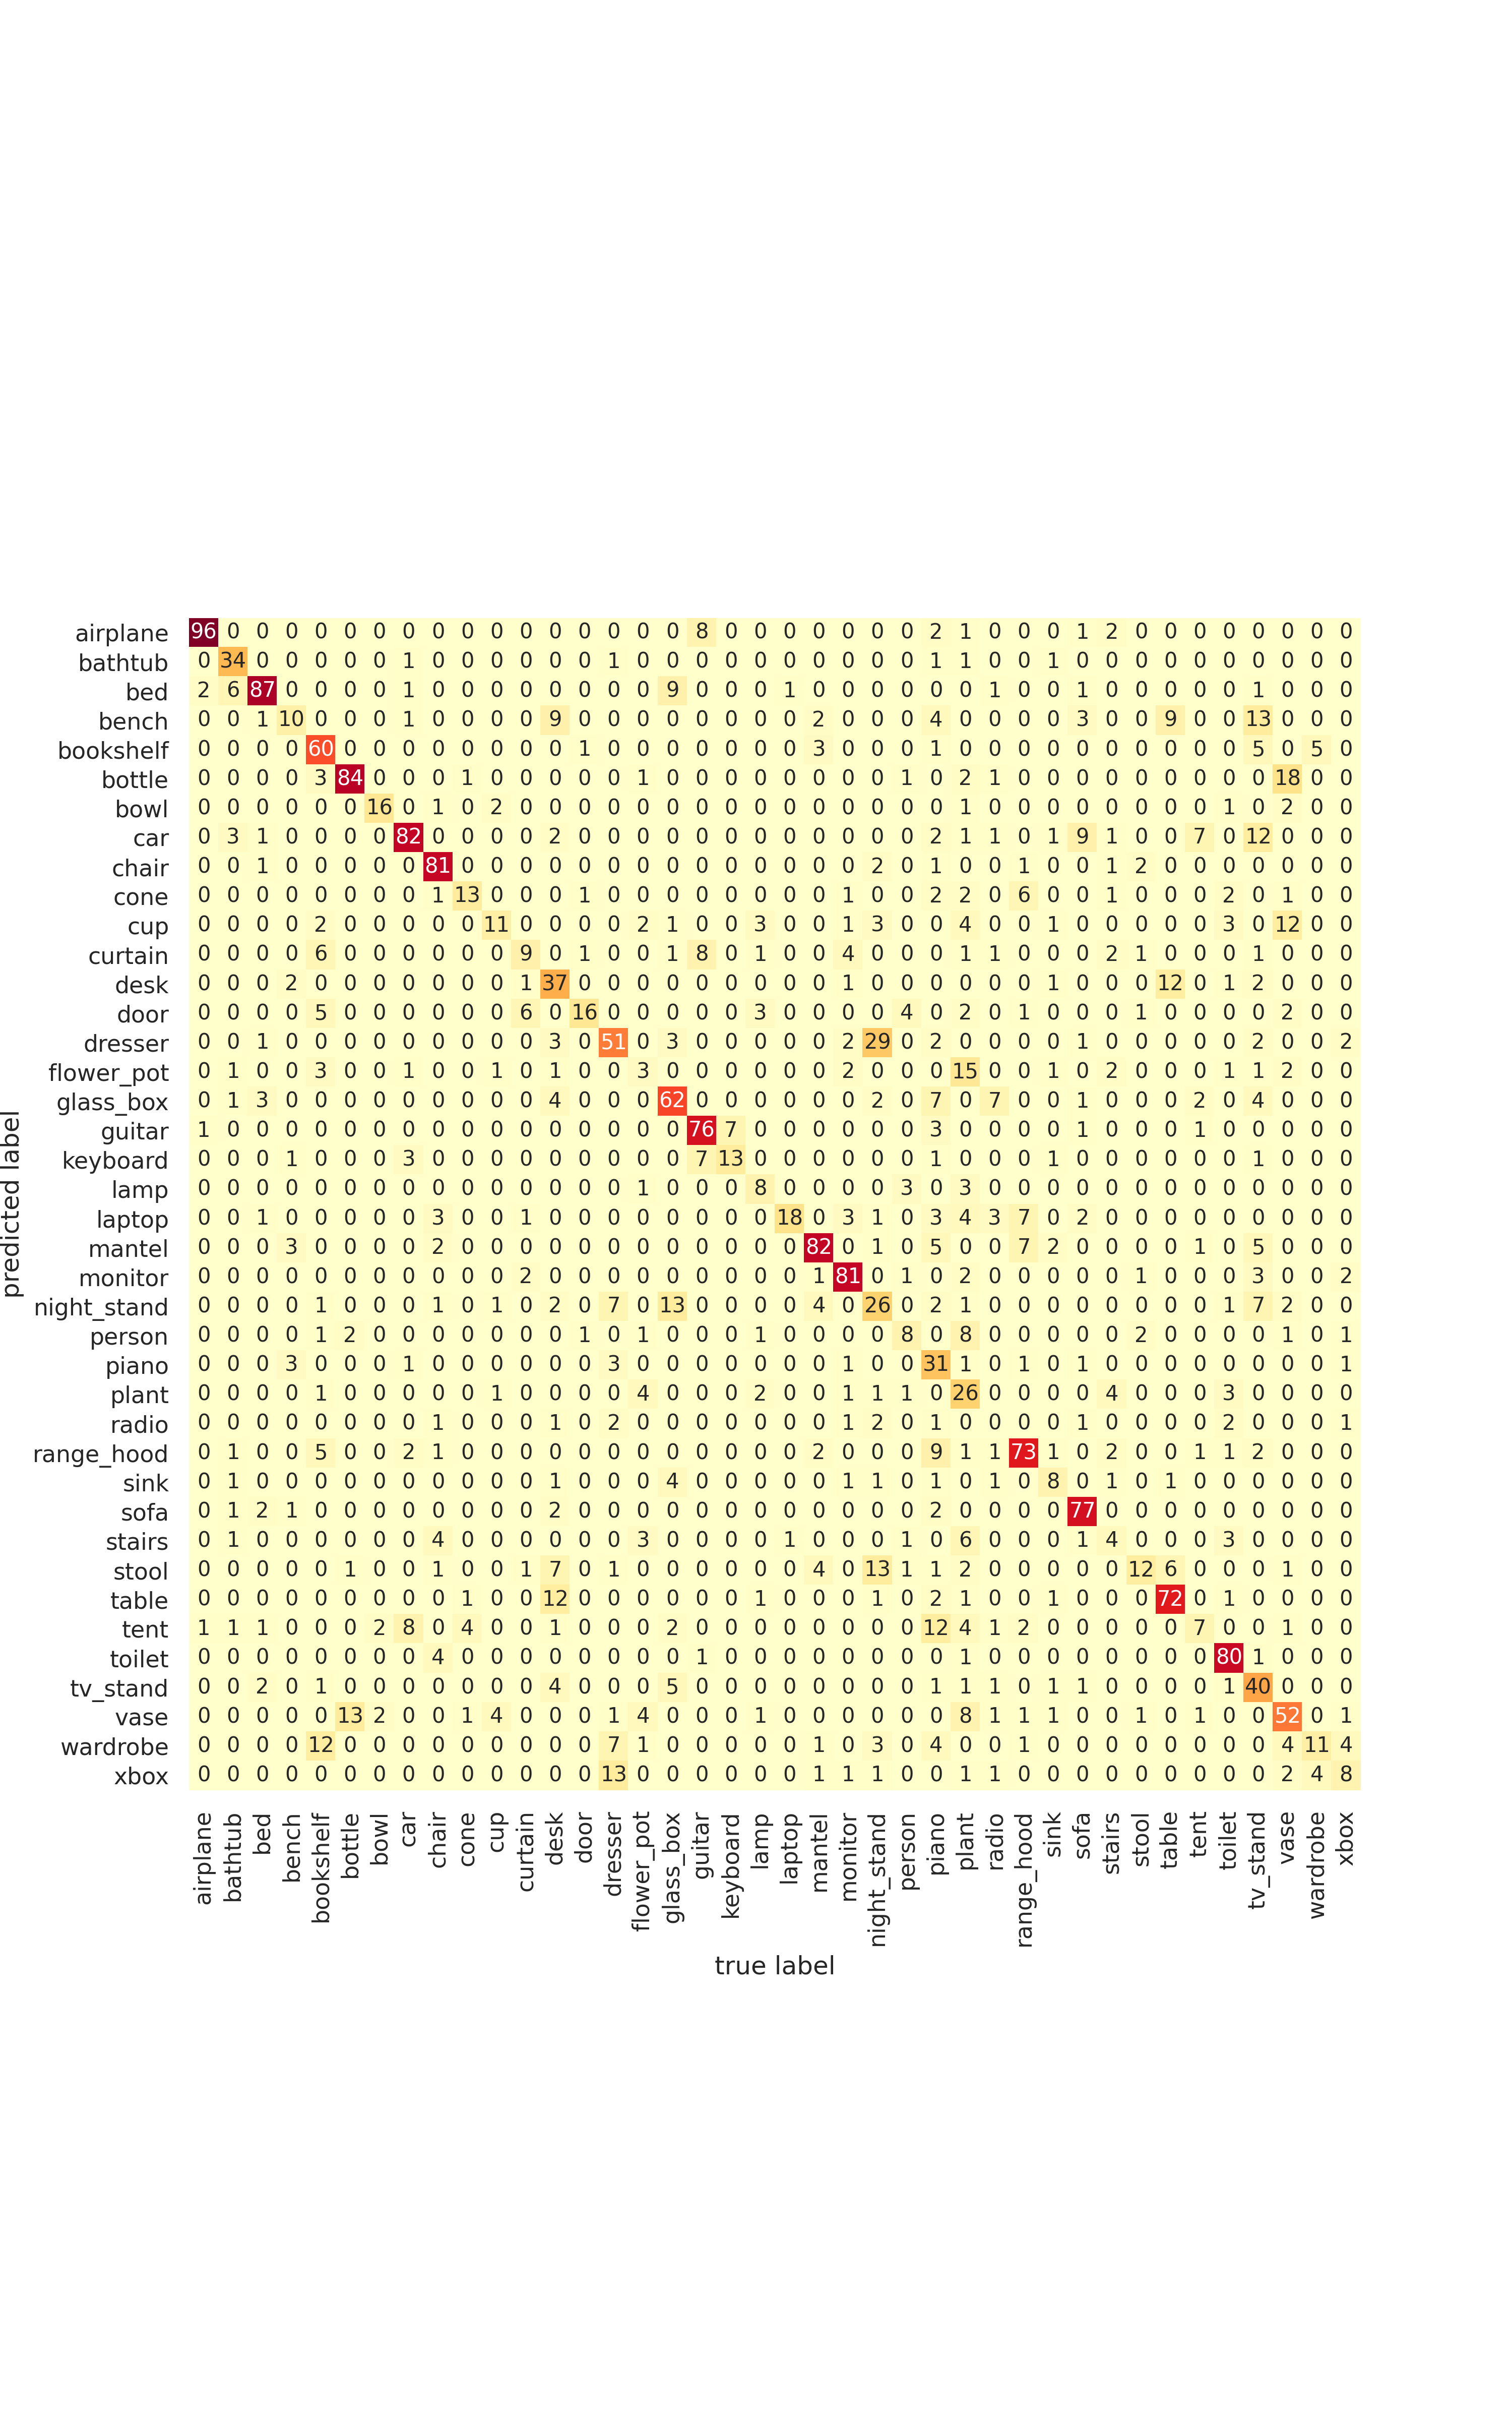 airplane 96 0 0 0 0 0 0 0 0 0 0 0 0 0 0 0 0 8 0 0 0 0 0 0 0 2 1 0 0 0 1 2 0 0 0 0 0 0 0 0
bathtub 0 34 0 0 0 0 0 1 0 0 0 0 0 0 1 0 0 0 0 0 0 0 0 0 0 1 1 0 0 1 0 0 0 0 0 0 0 0 0 0
bed 2 6 87 0 0 0 0 1 0 0 0 0 0 0 0 0 9 0 0 0 1 0 0 0 0 0 0 1 0 0 1 0 0 0 0 0 1 0 0 0
bench 0 0 1 10 0 0 0 1 0 0 0 0 9 0 0 0 0 0 0 0 0 2 0 0 0 4 0 0 0 0 3 0 0 9 0 0 13 0 0 0
bookshelf 0 0 0 0 60 0 0 0 0 0 0 0 0 1 0 0 0 0 0 0 0 3 0 0 0 1 0 0 0 0 0 0 0 0 0 0 5 0 5 0
bottle 0 0 0 0 3 84 0 0 0 1 0 0 0 0 0 1 0 0 0 0 0 0 0 0 1 0 2 1 0 0 0 0 0 0 0 0 0 18 0 0
bowl 0 0 0 0 0 0 16 0 1 0 2 0 0 0 0 0 0 0 0 0 0 0 0 0 0 0 1 0 0 0 0 0 0 0 0 1 0 2 0 0
car 0 3 1 0 0 0 0 82 0 0 0 0 2 0 0 0 0 0 0 0 0 0 0 0 0 2 1 1 0 1 9 1 0 0 7 0 12 0 0 0
chair 0 0 1 0 0 0 0 0 81 0 0 0 0 0 0 0 0 0 0 0 0 0 0 2 0 1 0 0 1 0 0 1 2 0 0 0 0 0 0 0
cone 0 0 0 0 0 0 0 0 1 13 0 0 0 1 0 0 0 0 0 0 0 0 1 0 0 2 2 0 6 0 0 1 0 0 0 2 0 1 0 0
cup 0 0 0 0 2 0 0 0 0 0 11 0 0 0 0 2 1 0 0 3 0 0 1 3 0 0 4 0 0 1 0 0 0 0 0 3 0 12 0 0
curtain 0 0 0 0 6 0 0 0 0 0 0 9 0 1 0 0 1 8 0 1 0 0 4 0 0 0 1 1 0 0 0 2 1 0 0 0 1 0 0 0
desk 0 0 0 2 0 0 0 0 0 0 0 1 37 0 0 0 0 0 0 0 0 0 1 0 0 0 0 0 0 1 0 0 0 12 0 1 2 0 0 0
door 0 0 0 0 5 0 0 0 0 0 0 6 0 16 0 0 0 0 0 3 0 0 0 0 4 0 2 0 1 0 0 0 1 0 0 0 0 2 0 0
dresser 0 0 1 0 0 0 0 0 0 0 0 0 3 0 51 0 3 0 0 0 0 0 2 29 0 2 0 0 0 0 1 0 0 0 0 0 2 0 0 2
flower_pot 0 1 0 0 3 0 0 1 0 0 1 0 1 0 0 3 0 0 0 0 0 0 2 0 0 0 15 0 0 1 0 2 0 0 0 1 1 2 0 0
glass_box 0 1 3 0 0 0 0 0 0 0 0 0 4 0 0 0 62 0 0 0 0 0 0 2 0 7 0 7 0 0 1 0 0 0 2 0 4 0 0 0
guitar 1 0 0 0 0 0 0 0 0 0 0 0 0 0 0 0 0 76 7 0 0 0 0 0 0 3 0 0 0 0 1 0 0 0 1 0 0 0 0 0
keyboard 0 0 0 1 0 0 0 3 0 0 0 0 0 0 0 0 0 7 13 0 0 0 0 0 0 1 0 0 0 1 0 0 0 0 0 0 1 0 0 0
lamp 0 0 0 0 0 0 0 0 0 0 0 0 0 0 0 1 0 0 0 8 0 0 0 0 3 0 3 0 0 0 0 0 0 0 0 0 0 0 0 0
laptop 0 0 1 0 0 0 0 0 3 0 0 1 0 0 0 0 0 0 0 0 18 0 3 1 0 3 4 3 7 0 2 0 0 0 0 0 0 0 0 0
mantel 0 0 0 3 0 0 0 0 2 0 0 0 0 0 0 0 0 0 0 0 0 82 0 1 0 5 0 0 7 2 0 0 0 0 1 0 5 0 0 0
monitor 0 0 0 0 0 0 0 0 0 0 0 2 0 0 0 0 0 0 0 0 0 1 81 0 1 0 2 0 0 0 0 0 1 0 0 0 3 0 0 2
night_stand 0 0 0 0 1 0 0 0 1 0 1 0 2 0 7 0 13 0 0 0 0 4 0 26 0 2 1 0 0 0 0 0 0 0 0 1 7 2 0 0
person 0 0 0 0 1 2 0 0 0 0 0 0 0 1 0 1 0 0 0 1 0 0 0 0 8 0 8 0 0 0 0 0 2 0 0 0 0 1 0 1
piano 0 0 0 3 0 0 0 1 0 0 0 0 0 0 3 0 0 0 0 0 0 0 1 0 0 31 1 0 1 0 1 0 0 0 0 0 0 0 0 1
plant 0 0 0 0 1 0 0 0 0 0 1 0 0 0 0 4 0 0 0 2 0 0 1 1 1 0 26 0 0 0 0 4 0 0 0 3 0 0 0 0
radio 0 0 0 0 0 0 0 0 1 0 0 0 1 0 2 0 0 0 0 0 0 0 1 2 0 1 0 0 0 0 1 0 0 0 0 2 0 0 0 1
range_hood 0 1 0 0 5 0 0 2 1 0 0 0 0 0 0 0 0 0 0 0 0 2 0 0 0 9 1 1 73 1 0 2 0 0 1 1 2 0 0 0
sink 0 1 0 0 0 0 0 0 0 0 0 0 1 0 0 0 4 0 0 0 0 0 1 1 0 1 0 1 0 8 0 1 0 1 0 0 0 0 0 0
sofa 0 1 2 1 0 0 0 0 0 0 0 0 2 0 0 0 0 0 0 0 0 0 0 0 0 2 0 0 0 0 77 0 0 0 0 0 0 0 0 0
stairs 0 1 0 0 0 0 0 0 4 0 0 0 0 0 0 3 0 0 0 0 1 0 0 0 1 0 6 0 0 0 1 4 0 0 0 3 0 0 0 0
stool 0 0 0 0 0 1 0 0 1 0 0 1 7 0 1 0 0 0 0 0 0 4 0 13 1 1 2 0 0 0 0 0 12 6 0 0 0 1 0 0
table 0 0 0 0 0 0 0 0 0 1 0 0 12 0 0 0 0 0 0 1 0 0 0 1 0 2 1 0 0 1 0 0 0 72 0 1 0 0 0 0
tent 1 1 1 0 0 0 2 8 0 4 0 0 1 0 0 0 2 0 0 0 0 0 0 0 0 12 4 1 2 0 0 0 0 0 7 0 0 1 0 0
toilet 0 0 0 0 0 0 0 0 4 0 0 0 0 0 0 0 0 1 0 0 0 0 0 0 0 0 1 0 0 0 0 0 0 0 0 80 1 0 0 0
tv_stand 0 0 2 0 1 0 0 0 0 0 0 0 4 0 0 0 5 0 0 0 0 0 0 0 0 1 1 1 0 1 1 0 0 0 0 1 40 0 0 0
vase 0 0 0 0 0 13 2 0 0 1 4 0 0 0 1 4 0 0 0 1 0 0 0 0 0 0 8 1 1 1 0 0 1 0 1 0 0 52 0 1
wardrobe 0 0 0 0 12 0 0 0 0 0 0 0 0 0 7 1 0 0 0 0 0 1 0 3 0 4 0 0 1 0 0 0 0 0 0 0 0 4 11 4
xbox 0 0 0 0 0 0 0 0 0 0 0 0 0 0 13 0 0 0 0 0 0 1 1 1 0 0 1 1 0 0 0 0 0 0 0 0 0 2 4 8
predicted label
airplane bathtub bed bench bookshelf bottle bowl car chair cone cup curtain desk door dresser flower_pot glass_box guitar keyboard lamp laptop mantel monitor night_stand person piano plant radio range_hood sink sofa stairs stool table tent toilet tv_stand vase wardrobe xbox
true label